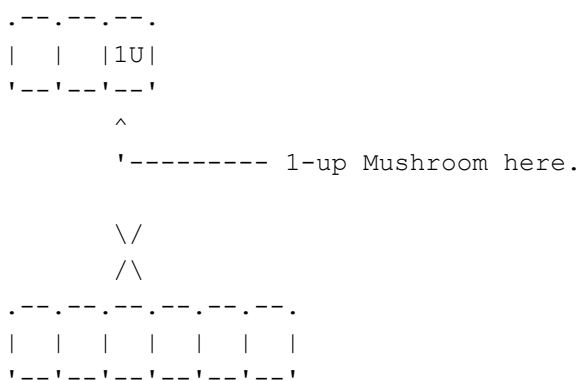 .--.--.--.
|  |  |1U|
'--'--'--'
       ^
       '--------- 1-up Mushroom here.

       \/
       /\
.--.--.--.--.--.--.
|  |  |  |  |  |  |
'--'--'--'--'--'--'